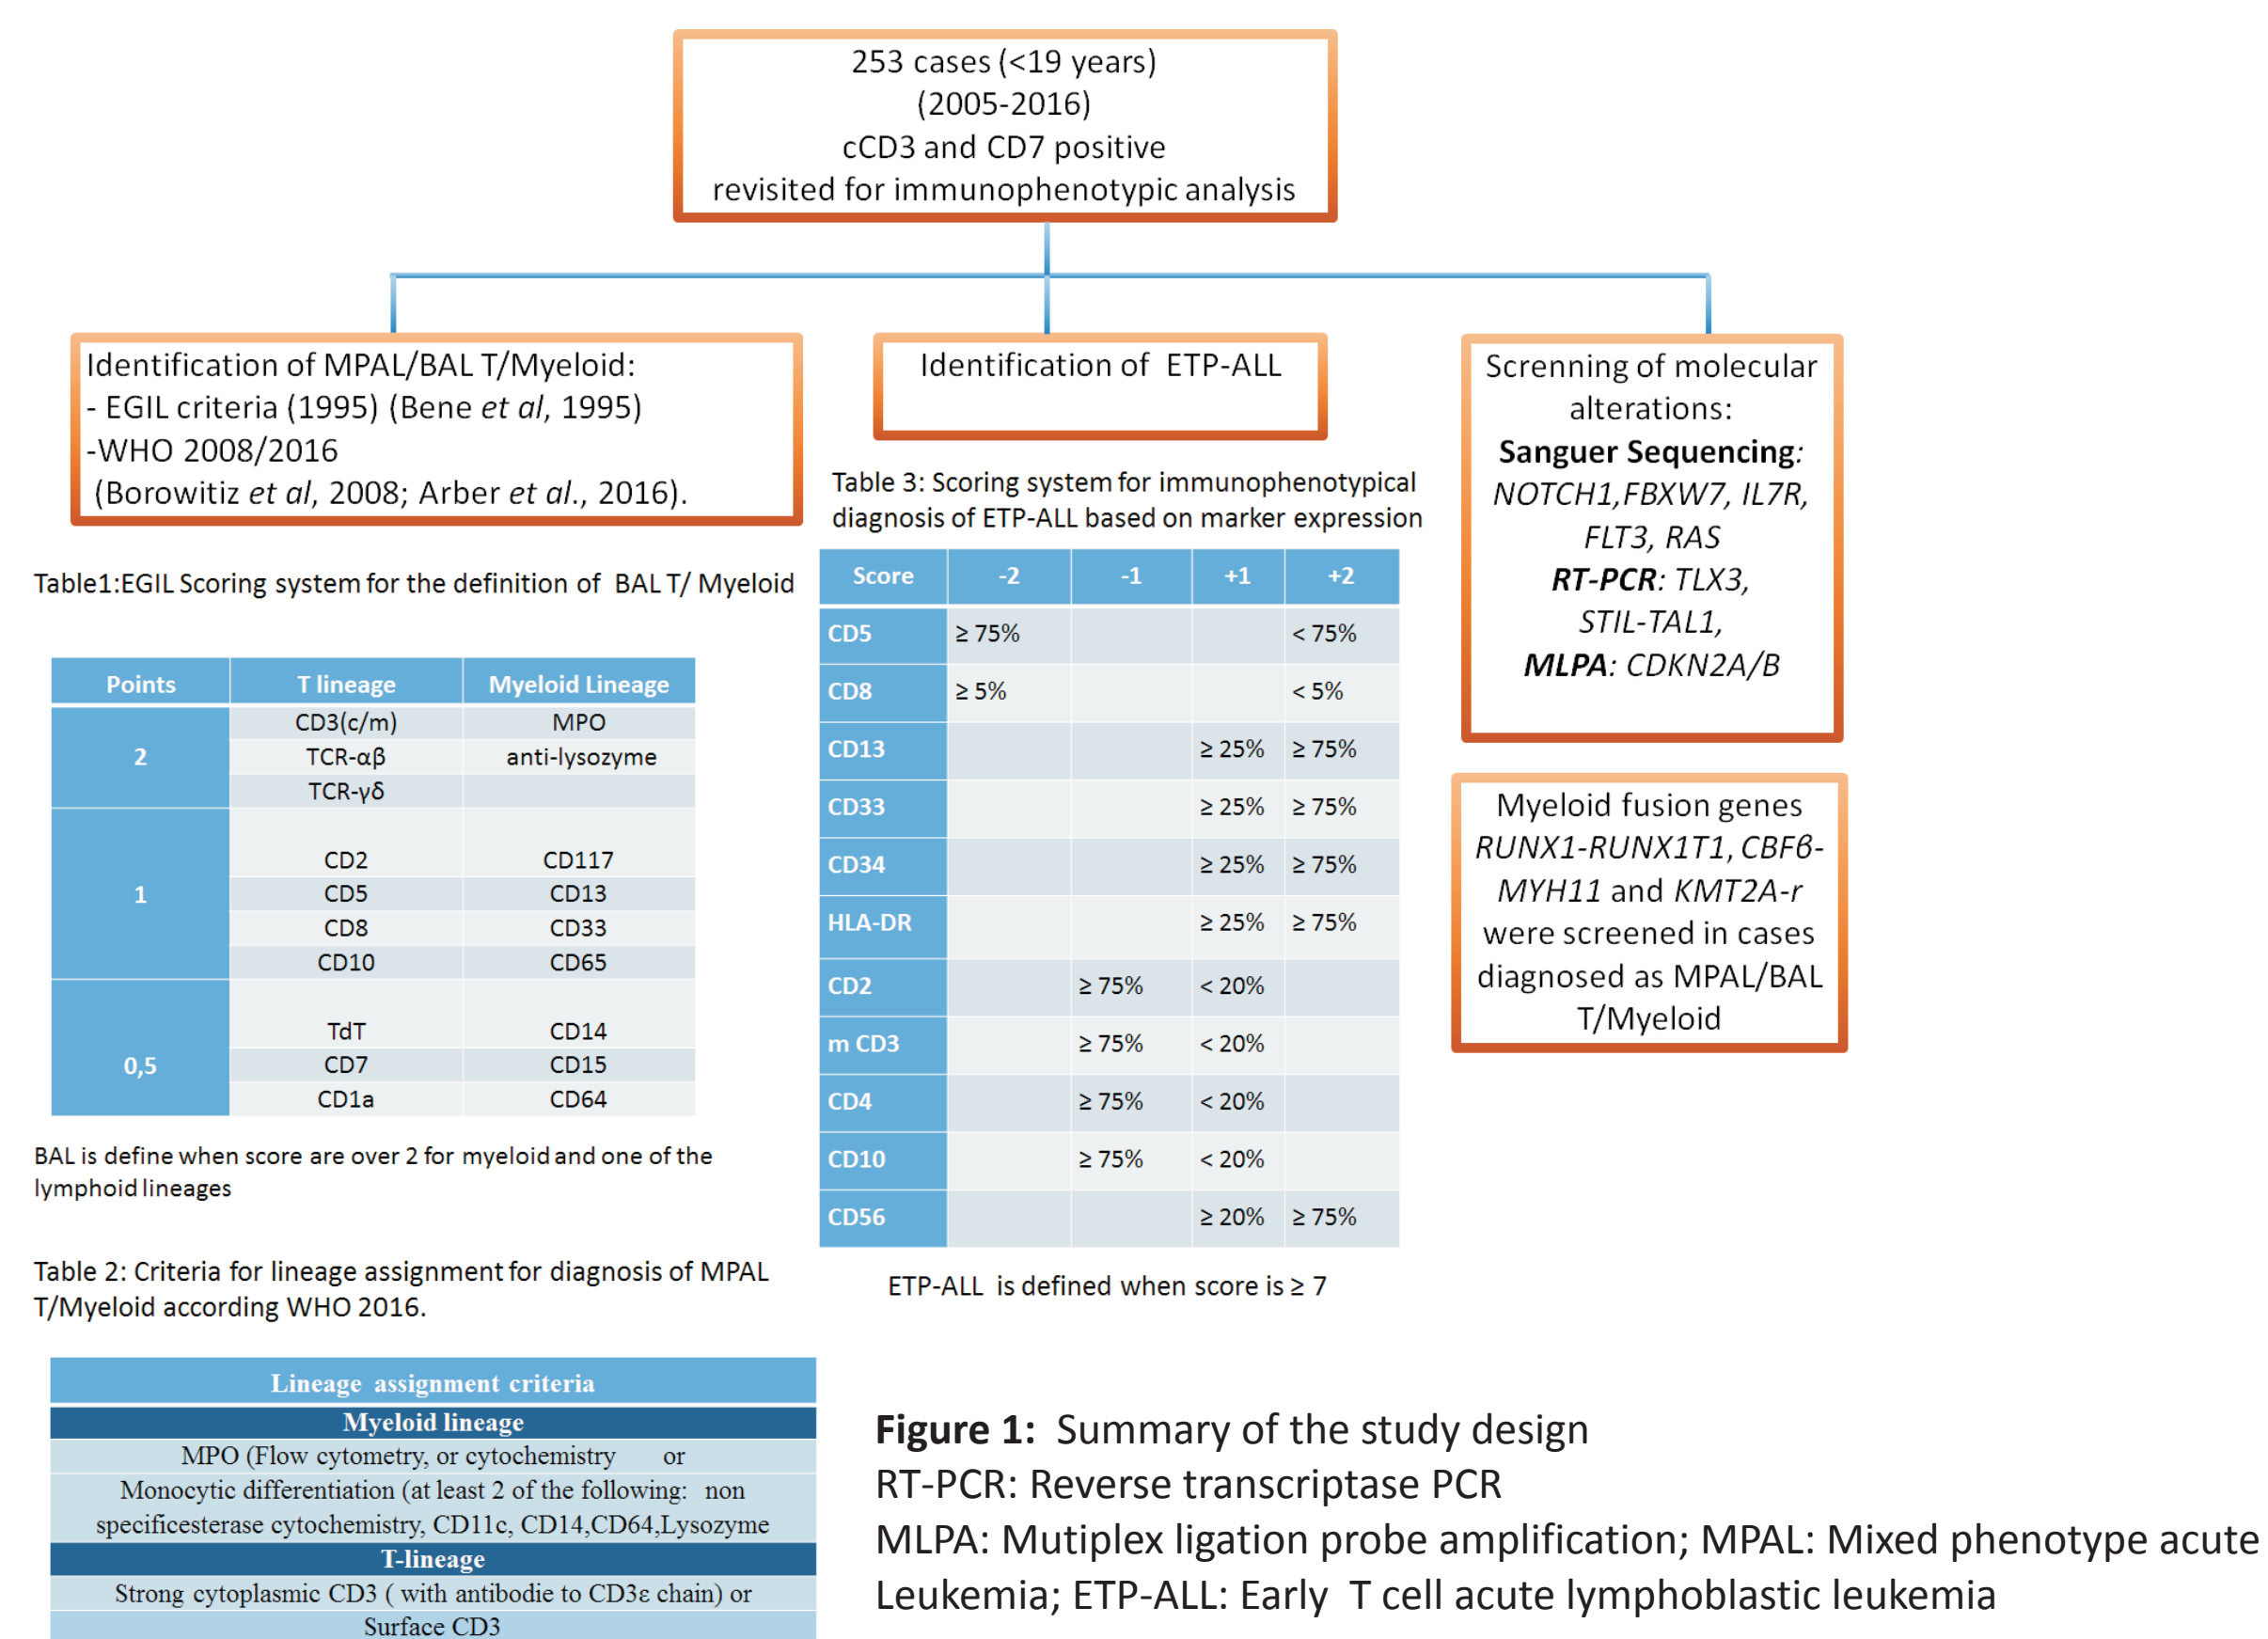 253 cases (<19 years)
(2005-2016)
cCD3 and CD7 positive
revisited for immunophenotypic analysis
Identification of MPAL/BAL T/Myeloid:
- EGIL criteria (1995) (Bene et al, 1995)
-WHO 2008/2016
(Borowitiz et al, 2008; Arber et al., 2016).
Identification of ETP-ALL
Screnning of molecular
alterations:
Sanguer Sequencing:
NOTCH1,FBXW7, IL7R,
FLT3, RAS
RT-PCR: TLX3,
STIL-TAL1,
MLPA: CDKN2A/B
Myeloid fusion genes
RUNX1-RUNX1T1, CBFβ-
MYH11 and KMT2A-r
were screened in cases
diagnosed as MPAL/BAL
T/Myeloid
Table1:EGIL Scoring system for the definition of BAL T/ Myeloid
Points T lineage Myeloid Lineage
2 CD3(c/m) MPO
TCR-αβ anti-lysozyme
TCR-γδ
1 CD2 CD117
CD5 CD13
CD8 CD33
CD10 CD65
0,5 TdT CD14
CD7 CD15
CD1a CD64
BAL is define when score are over 2 for myeloid and one of the
lymphoid lineages
Table 2: Criteria for lineage assignment for diagnosis of MPAL
T/Myeloid according WHO 2016.
Lineage assignment criteria
Myeloid lineage
MPO (Flow cytometry, or cytochemistry or
Monocytic differentiation (at least 2 of the following: non
specificesterase cytochemistry, CD11c, CD14,CD64,Lysozyme
T-lineage
Strong cytoplasmic CD3 ( with antibodie to CD3ε chain) or
Surface CD3
Table 3: Scoring system for immunophenotypical
diagnosis of ETP-ALL based on marker expression
Score -2 -1 +1 +2
CD5 ≥ 75% < 75%
CD8 ≥ 5% < 5%
CD13 ≥ 25% ≥ 75%
CD33 ≥ 25% ≥ 75%
CD34 ≥ 25% ≥ 75%
HLA-DR ≥ 25% ≥ 75%
CD2 ≥ 75% < 20%
m CD3 ≥ 75% < 20%
CD4 ≥ 75% < 20%
CD10 ≥ 75% < 20%
CD56 ≥ 20% ≥ 75%
ETP-ALL is defined when score is ≥ 7
Figure 1: Summary of the study design
RT-PCR: Reverse transcriptase PCR
MLPA: Mutiplex ligation probe amplification; MPAL: Mixed phenotype acute
Leukemia; ETP-ALL: Early T cell acute lymphoblastic leukemia